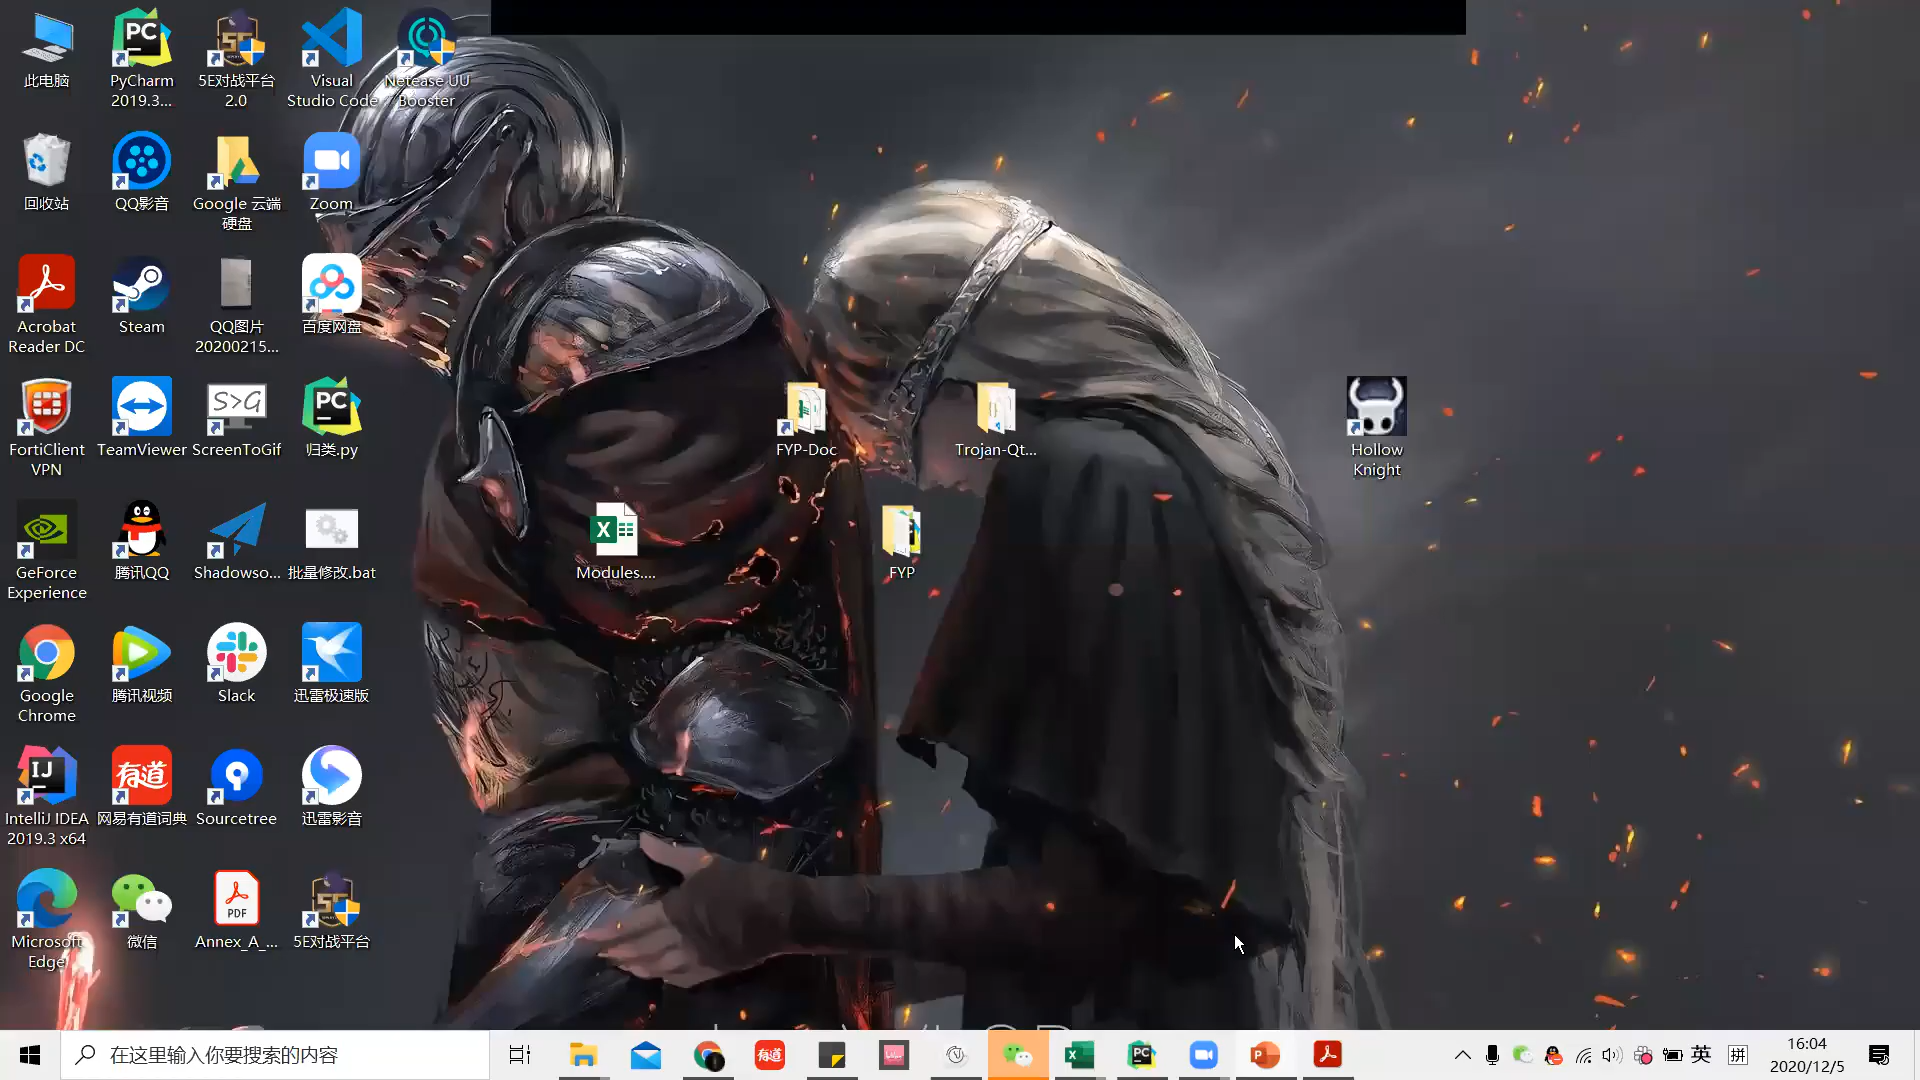 此电脑
PyCharm
2019.3...
5E对战平台
2.0
Visual
Studio Code
Netease UU
Booster
回收站
QQ影音
Google 云端
硬盘
Zoom
Acrobat
Reader DC
Steam
QQ图片
20200215...
百度网盘
FortiClient
VPN
TeamViewer
S>G
ScreenToGif
归类.py
FYP-Doc
Trojan-Qt...
Hollow
Knight
GeForce
Experience
腾讯QQ
Shadowso...
批量修改.bat
Modules....
FYP
Google
Chrome
腾讯视频
Slack
迅雷极速版
IntelliJ IDEA
2019.3 x64
有道
网易有道词典
Sourcetree
迅雷影音
Microsoft
Edge
微信
PDF
Annex_A_...
5E对战平台
在这里输入你要搜索的内容
有道
英
拼
16:04
2020/12/5